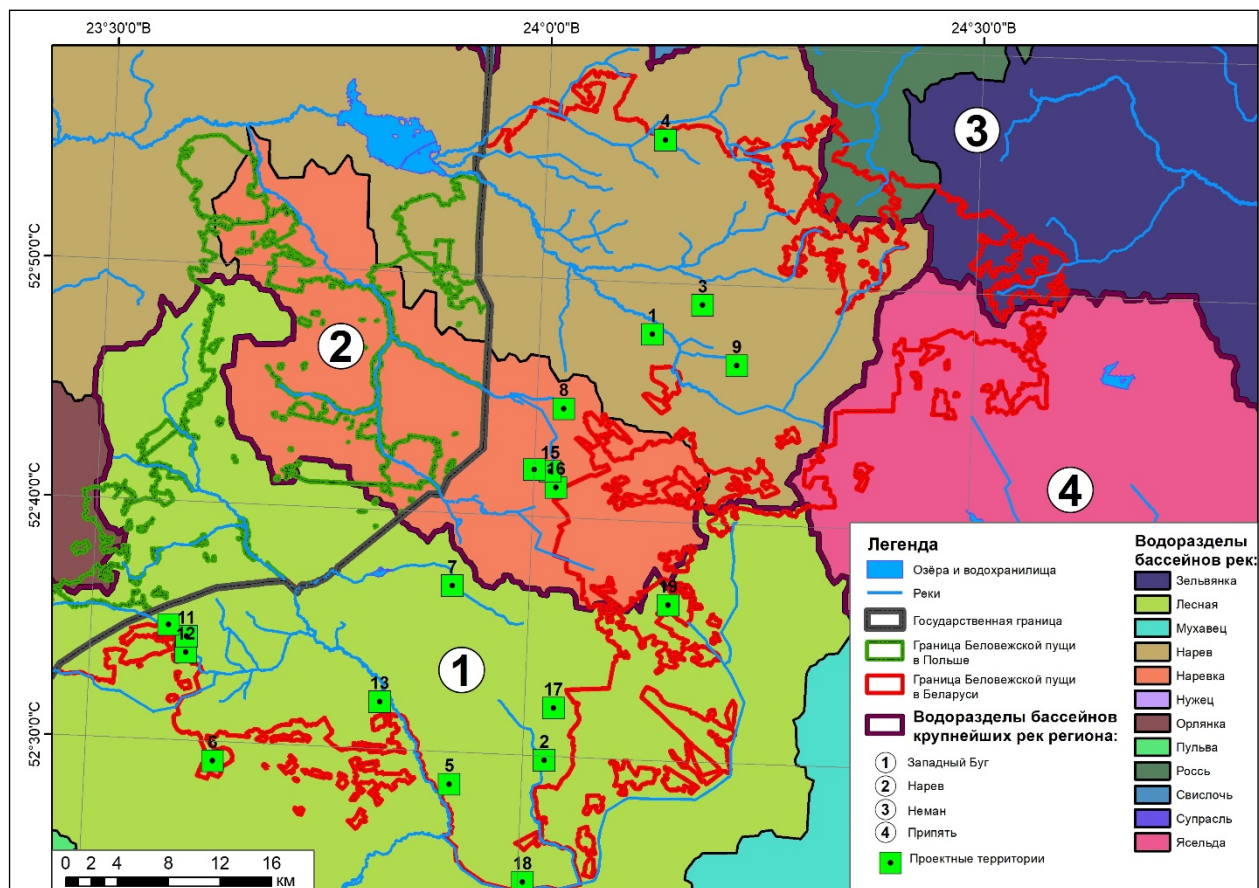 23°30'0"В
24°0'0"В
24°30'0"В
52°50'0"С
52°40'0"С
52°30'0"С
4
3
2
3
1
9
8
15
16
4
7
19
11
12
1
13
17
6
2
5
18
0 2 4 8 12 16
км
Легенда
Озёра и водохранилища
Реки
Государственная граница
Граница Беловежской пущи
в Польше
Граница Беловежской пущи
в Беларуси
Водоразделы бассейнов
крупнейших рек региона:
1 Западный Буг
2 Нарев
3 Неман
4 Припять
Проектные территории
Водоразделы
бассейнов рек:
Зельвянка
Лесная
Мухавец
Нарев
Наревка
Нужец
Орлянка
Пульва
Россь
Свислочь
Супрасль
Ясельда